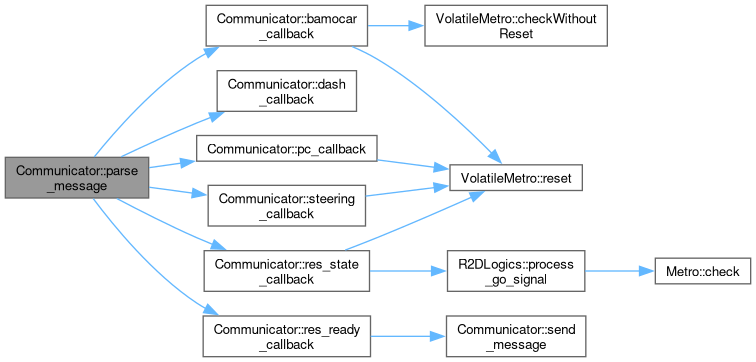 Communicator::parse
_message
Communicator::bamocar
_callback
Communicator::dash
_callback
Communicator::pc_callback
Communicator::steering
_callback
Communicator::res_state
_callback
Communicator::res_ready
_callback
VolatileMetro::checkWithout
Reset
VolatileMetro::reset
R2DLogics::process
_go_signal
Communicator::send
_message
Metro::check